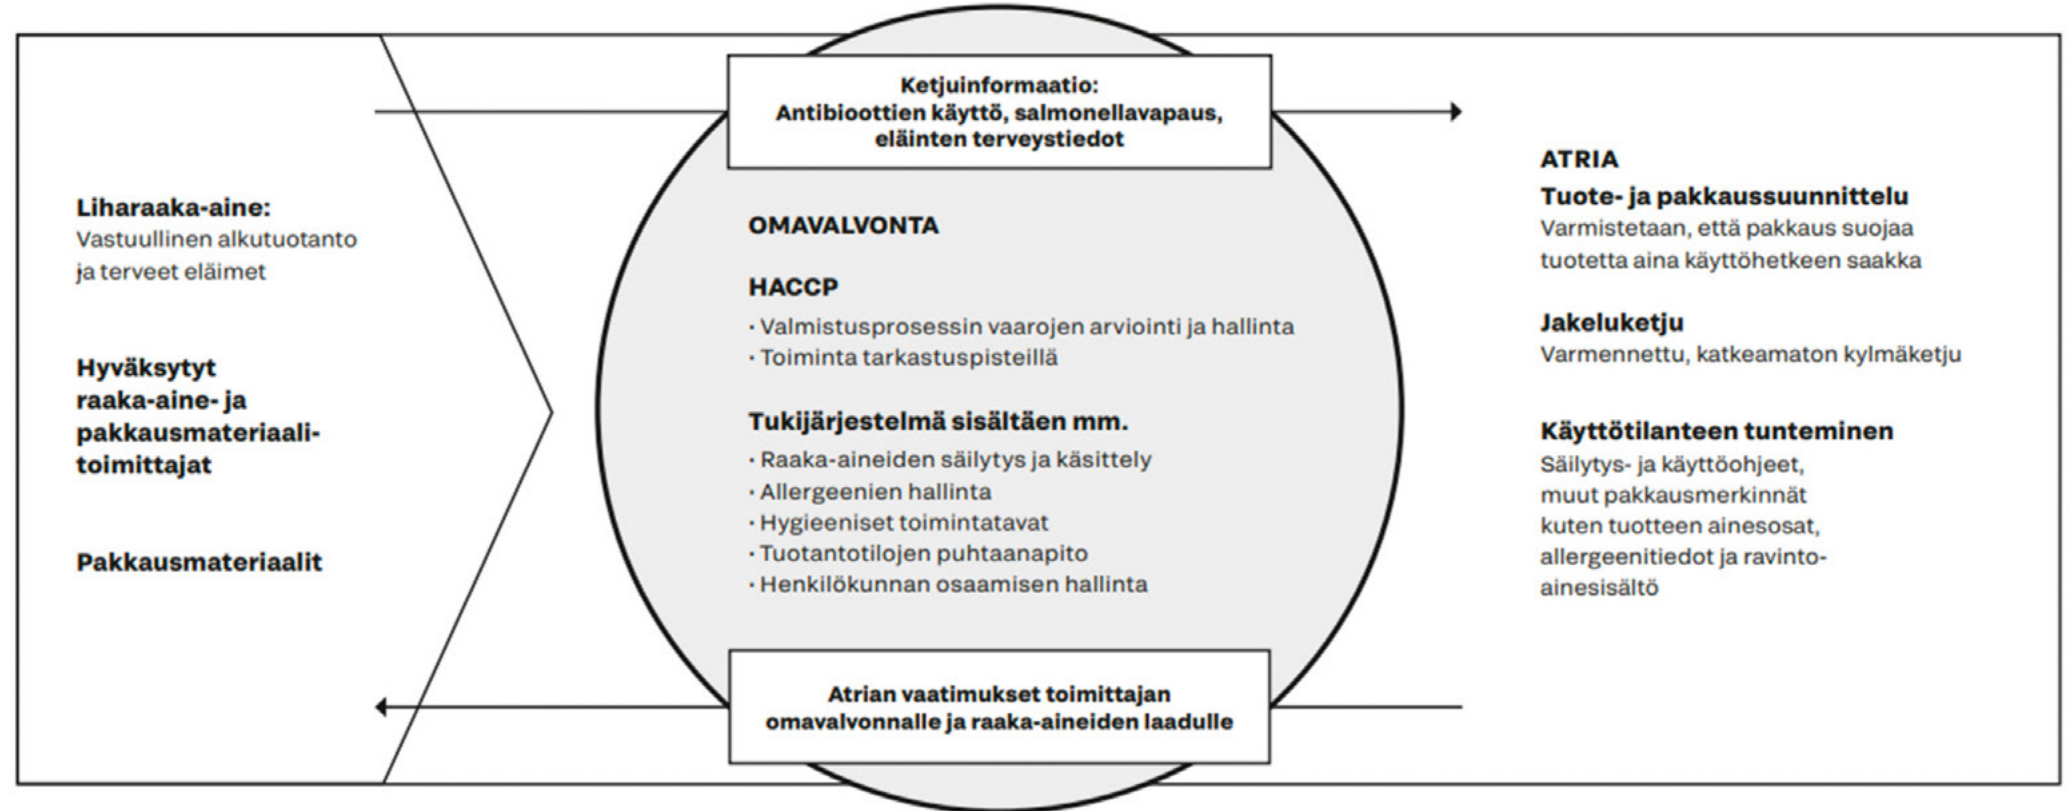 Liharaaka-aine:
Vastuullinen alkutuotanto
ja terveet eläimet
Hyväksytyt
raaka-aine- ja
pakkausmateriaali-
toimittajat
Pakkausmateriaalit
Ketjuinformaatio:
Antibioottien käyttö, salmonellavapaus,
eläinten terveystiedot
OMAVALVONTA
HACCP
· Valmistusprosessin vaarojen arviointi ja hallinta
· Toiminta tarkastuspisteillä
Tukijärjestelmä sisältäen mm.
· Raaka-aineiden säilytys ja käsittely
· Allergeenien hallinta
· Hygieeniset toimintatavat
· Tuotantotilojen puhtaanapito
· Henkilökunnan osaamisen hallinta
Atrian vaatimukset toimittajan
omavalvonnalle ja raaka-aineiden laadulle
ATRIA
Tuote- ja pakkaussuunnittelu
Varmistetaan, että pakkaus suojaa
tuotetta aina käyttöhetkeen saakka
Jakeluketju
Varmennettu, katkeamaton kylmäketju
Käyttötilanteen tunteminen
Säilytys- ja käyttöohjeet,
muut pakkausmerkinnät
kuten tuotteen ainesosat,
allergeenitiedot ja ravinto-
ainesisältö